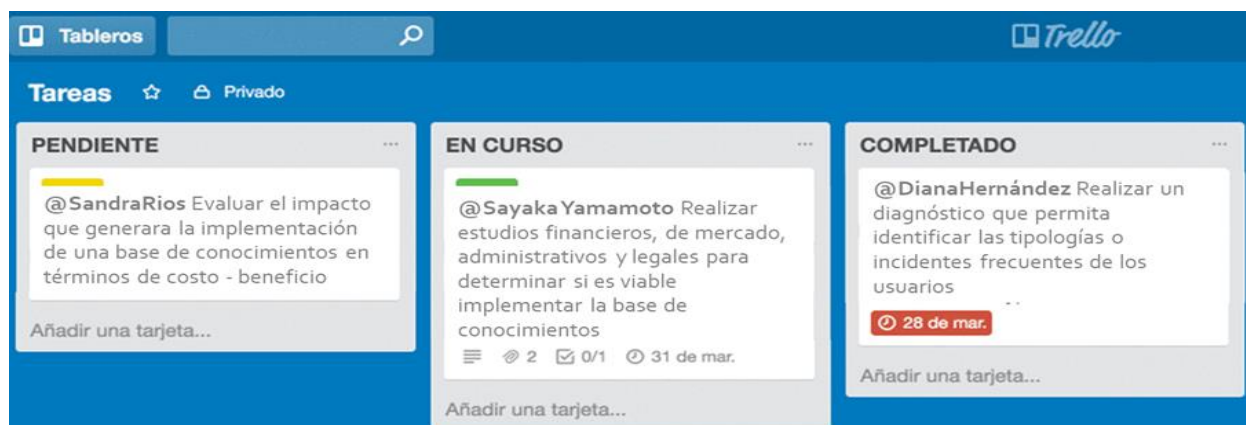 Tableros
Trello
Tareas
Privado
PENDIENTE
@SandraRios Evaluar el impacto
que generara la implementación
de una base de conocimientos en
términos de costo - beneficio
Añadir una tarjeta...
EN CURSO
@SayakaYamamoto Realizar
estudios financieros, de mercado,
administrativos y legales para
determinar si es viable
implementar la base de
conocimientos
2 0/1 31 de mar.
Añadir una tarjeta...
COMPLETADO
@DianaHernández Realizar un
diagnóstico que permita
identificar las tipologías o
incidentes frecuentes de los
usuarios
28 de mar.
Añadir una tarjeta...